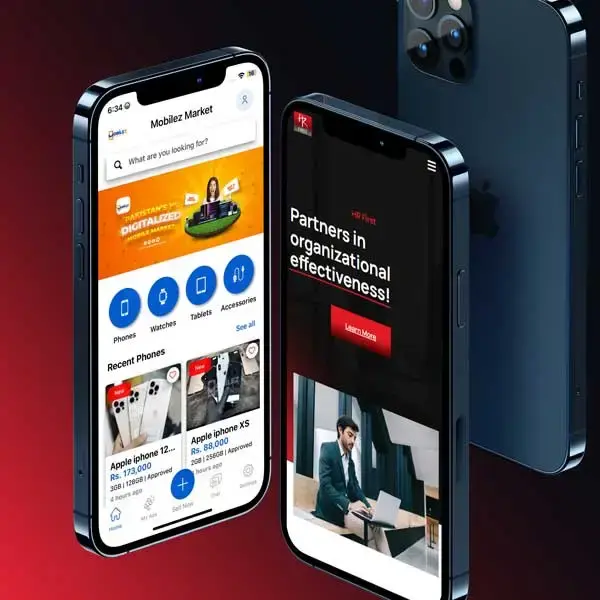 6:34
Mobilez Market
What are you looking for?
"PAKISTAN'S 1st
DIGITALIZED
MOBILE MARKET"
Phones
Watches
Tablets
Accessories
See all
Recent Phones
New
New
Apple iphone 12...
Rs. 173,000
3GB | 128GB | Approved
4 hours ago
Apple iphone XS
Rs. 88,000
2GB | 256GB | Approved
hours ago
Home
My Ads
Sell Now
Chat
Settings
HR
HR First
Partners in
organizational
effectiveness!
Learn More